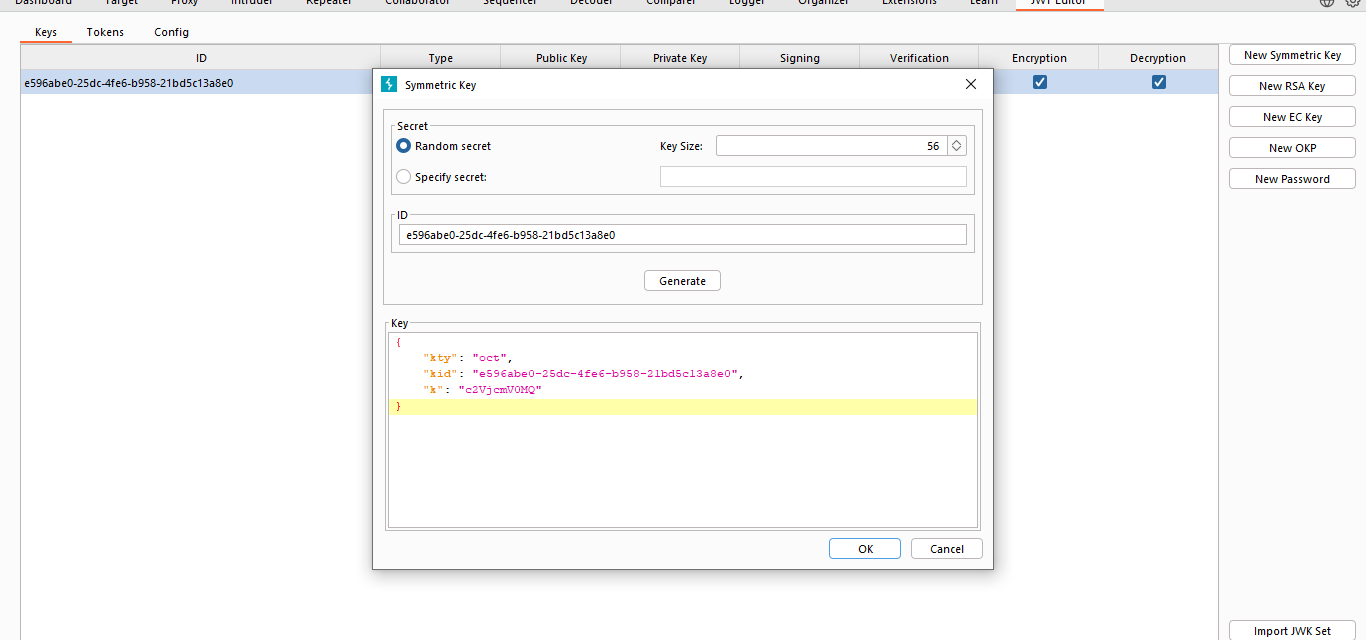 Dashboard Target Proxy Intruder Repeater Collaborator Sequencer Decoder Comparer Logger Organizer Extensions Learn JWT Editor
Keys Tokens Config
ID Type Public Key Private Key Signing Verification Encryption Decryption
e596abe0-25dc-4fe6-b958-21bd5c13a8e0
New Symmetric Key
New RSA Key
New EC Key
New OKP
New Password
Symmetric Key
Secret
Random secret Key Size: 56
Specify secret:
ID
e596abe0-25dc-4fe6-b958-21bd5c13a8e0
Generate
Key
{
"kty": "oct",
"kid": "e596abe0-25dc-4fe6-b958-21bd5c13a8e0",
"k": "c2VjcmV0MQ"
}
OK Cancel
Import JWK Set